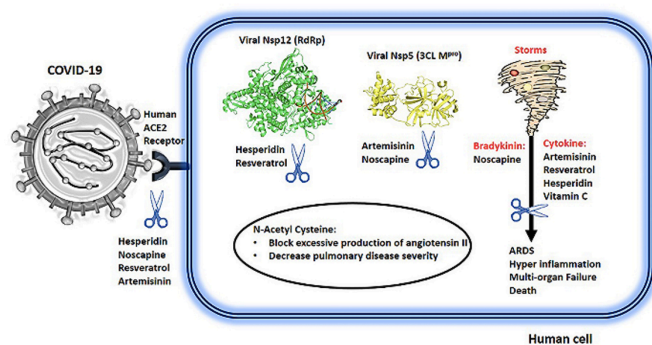 COVID-19
Human
ACE2
Receptor
Hesperidin
Noscapine
Resveratrol
Artemisinin
Viral Nsp12 (RdRp)
Hesperidin
Resveratrol
Viral Nsp5 (3CL Mpro)
Artemisinin
Noscapine
Storms
Bradykinin:
Noscapine
Cytokine:
Artemisinin
Resveratrol
Hesperidin
Vitamin C
ARDS
Hyper inflammation
Multi-organ Failure
Death
N-Acetyl Cysteine:
• Block excessive production of angiotensin II
• Decrease pulmonary disease severity
Human cell